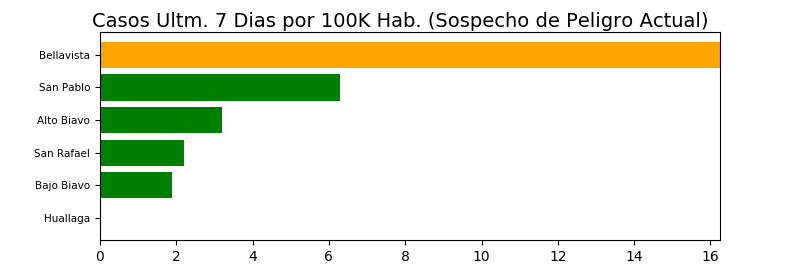 Casos Ultm. 7 Dias por 100K Hab. (Sospecho de Peligro Actual)
Bellavista
San Pablo
Alto Biavo
San Rafael
Bajo Biavo
Huallaga
0 2 4 6 8 10 12 14 16